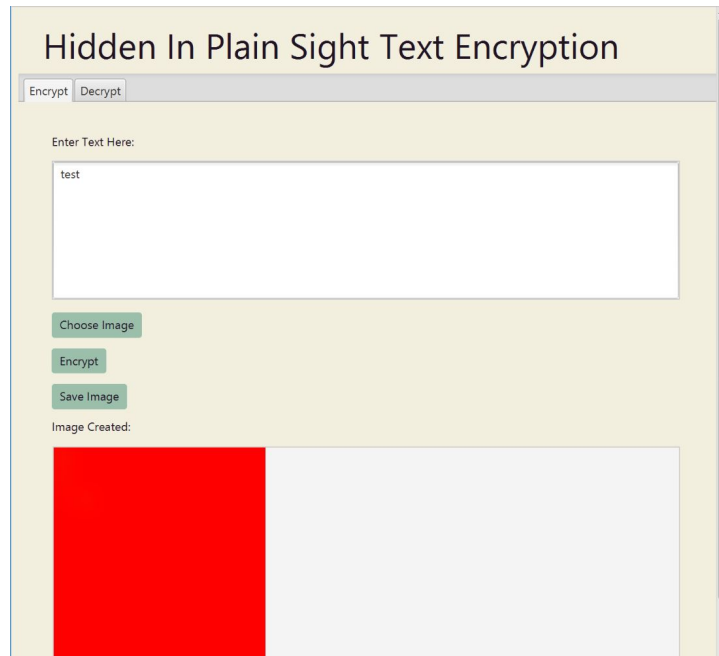 Hidden In Plain Sight Text Encryption
Encrypt Decrypt
Enter Text Here:
test
Choose Image
Encrypt
Save Image
Image Created: